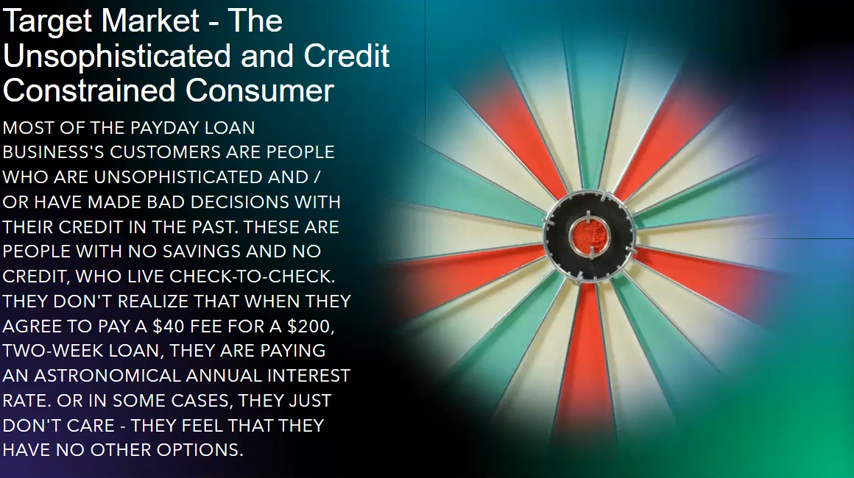 Target Market - The
Unsophisticated and Credit
Constrained Consumer
MOST OF THE PAYDAY LOAN
BUSINESS'S CUSTOMERS ARE PEOPLE
WHO ARE UNSOPHISTICATED AND /
OR HAVE MADE BAD DECISIONS WITH
THEIR CREDIT IN THE PAST. THESE ARE
PEOPLE WITH NO SAVINGS AND NO
CREDIT, WHO LIVE CHECK-TO-CHECK.
THEY DON'T REALIZE THAT WHEN THEY
AGREE TO PAY A $40 FEE FOR A $200,
TWO-WEEK LOAN, THEY ARE PAYING
AN ASTRONOMICAL ANNUAL INTEREST
RATE. OR IN SOME CASES, THEY JUST
DON'T CARE - THEY FEEL THAT THEY
HAVE NO OTHER OPTIONS.